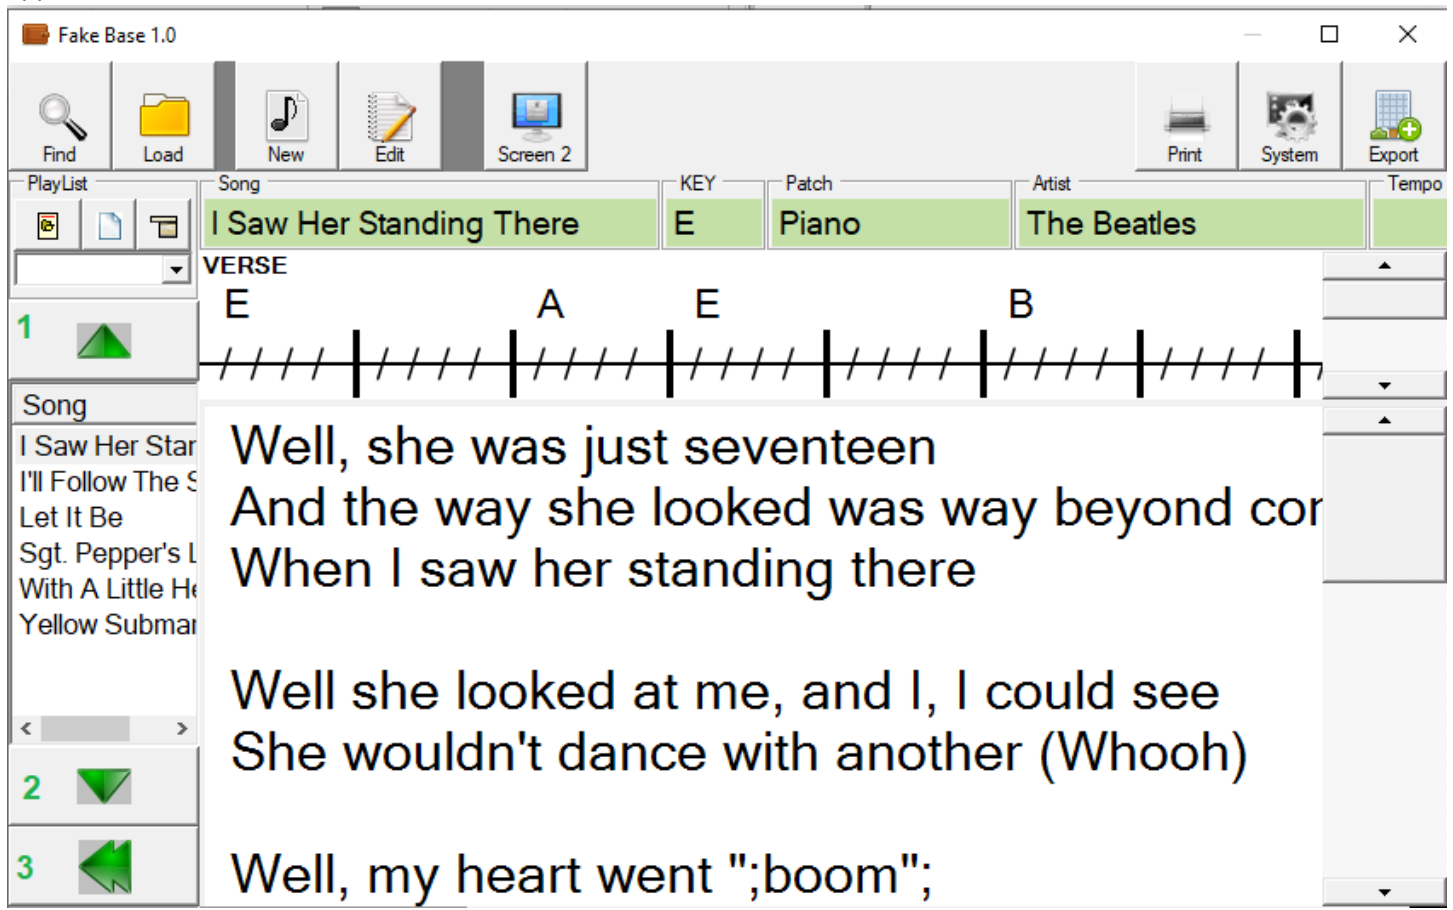 Fake Base 1.0
Find Load New Edit Screen 2 Print System Export
PlayList Song KEY Patch Artist Tempo
I Saw Her Standing There E Piano The Beatles
VERSE
E A E B
1
Song
I Saw Her Star
I'll Follow The S
Let It Be
Sgt. Pepper's L
With A Little He
Yellow Submar
2
3
Well, she was just seventeen
And the way she looked was way beyond cor
When I saw her standing there
Well she looked at me, and I, I could see
She wouldn't dance with another (Whooh)
Well, my heart went ";boom";